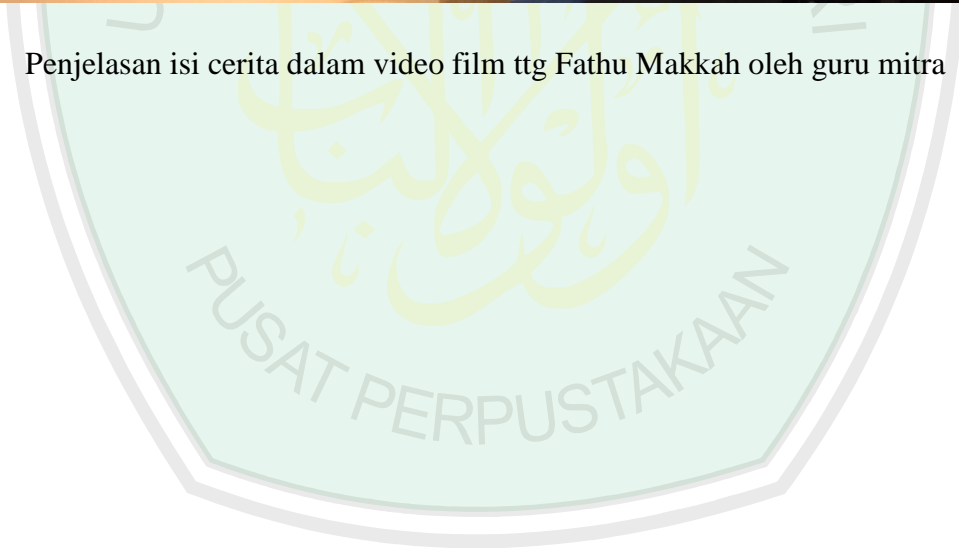 Penjelasan isi cerita dalam video film ttg Fathu Makkah oleh guru mitra
PUSAT PERPUSTAKAAN